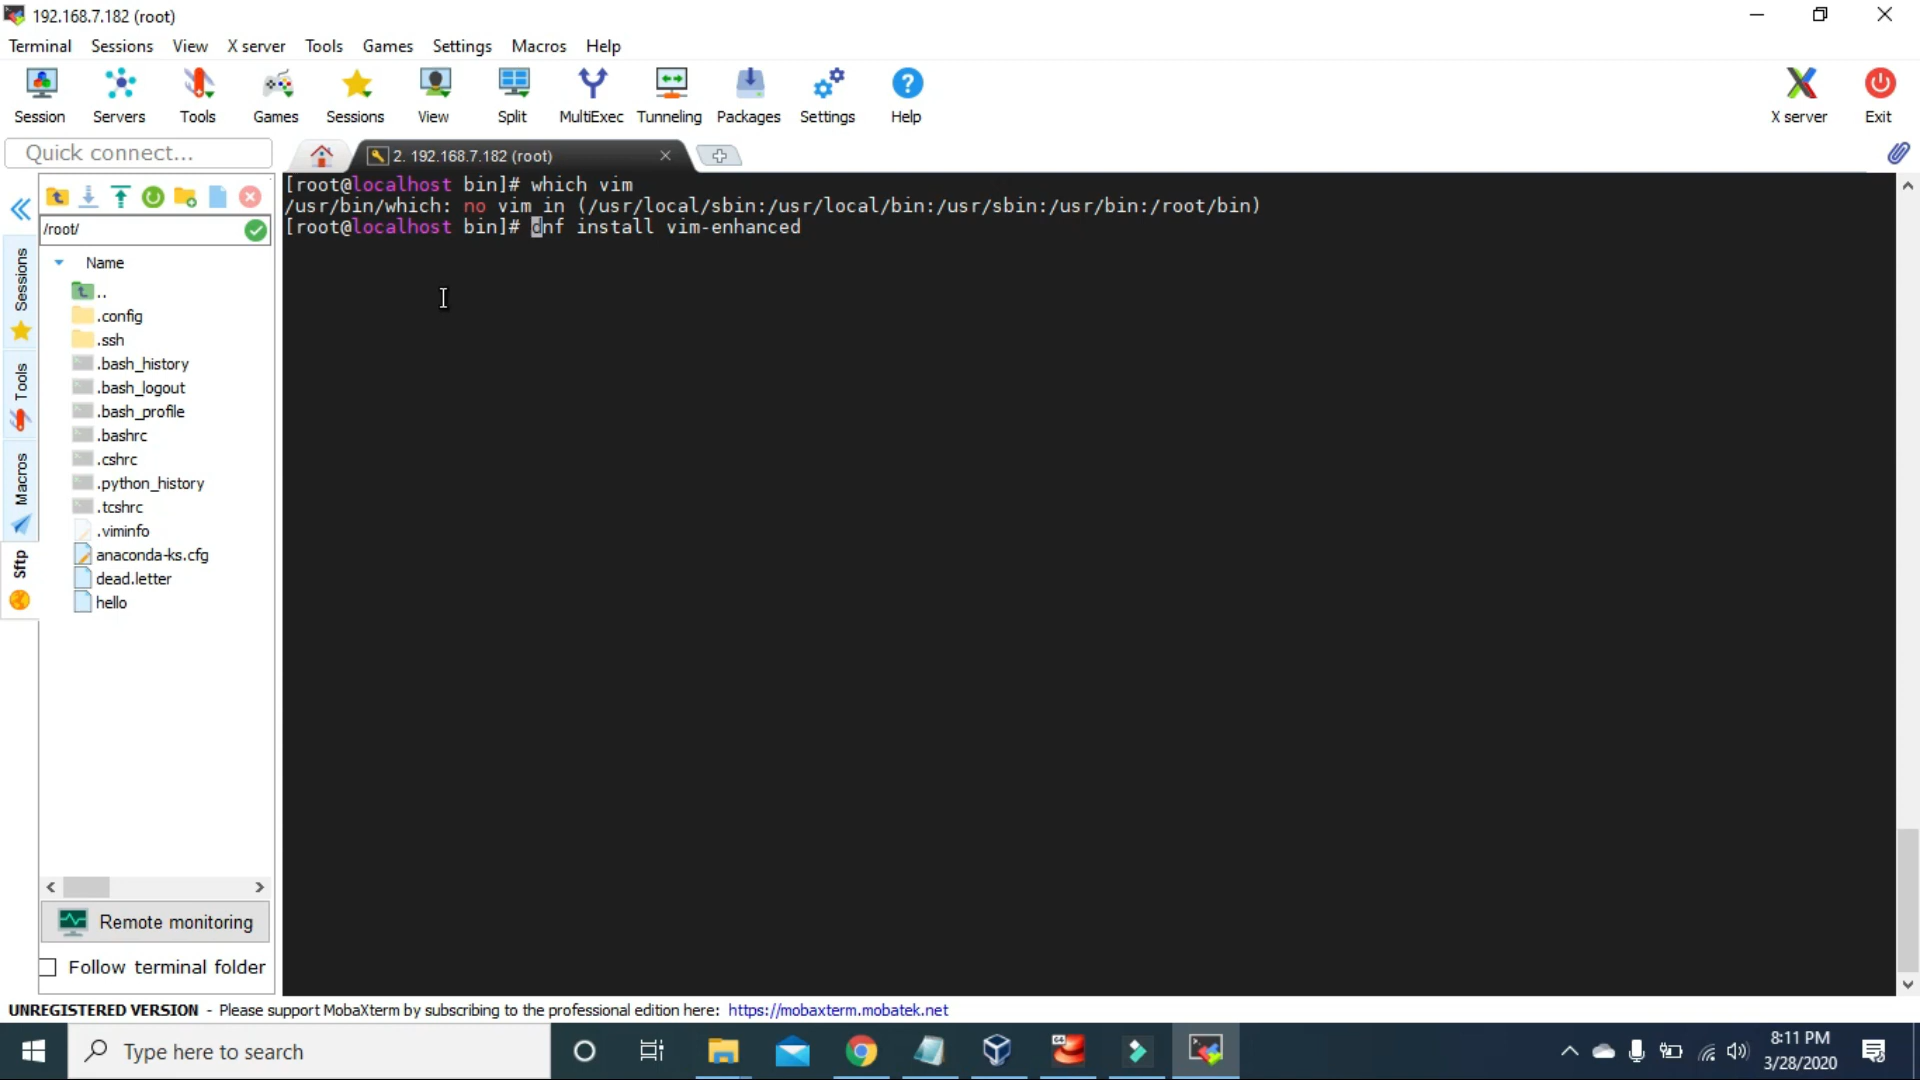 192.168.7.182 (root)
Terminal Sessions View X server Tools Games Settings Macros Help
Session Servers Tools Games Sessions View Split MultiExec Tunneling Packages Settings Help X server Exit
Quick connect...
2. 192.168.7.182 (root)
[root@localhost bin]# which vim
/usr/bin/which: no vim in (/usr/local/sbin:/usr/local/bin:/usr/sbin:/usr/bin:/root/bin)
[root@localhost bin]# dnf install vim-enhanced
/root/
Name
..
.config
.ssh
.bash_history
.bash_logout
.bash_profile
.bashrc
.cshrc
.python_history
.tcshrc
.viminfo
anaconda-ks.cfg
dead.letter
hello
Sessions
Tools
Macros
Sftp
Remote monitoring
Follow terminal folder
UNREGISTERED VERSION - Please support MobaXterm by subscribing to the professional edition here: https://mobaxterm.mobatek.net
Type here to search
64
8:11 PM
3/28/2020